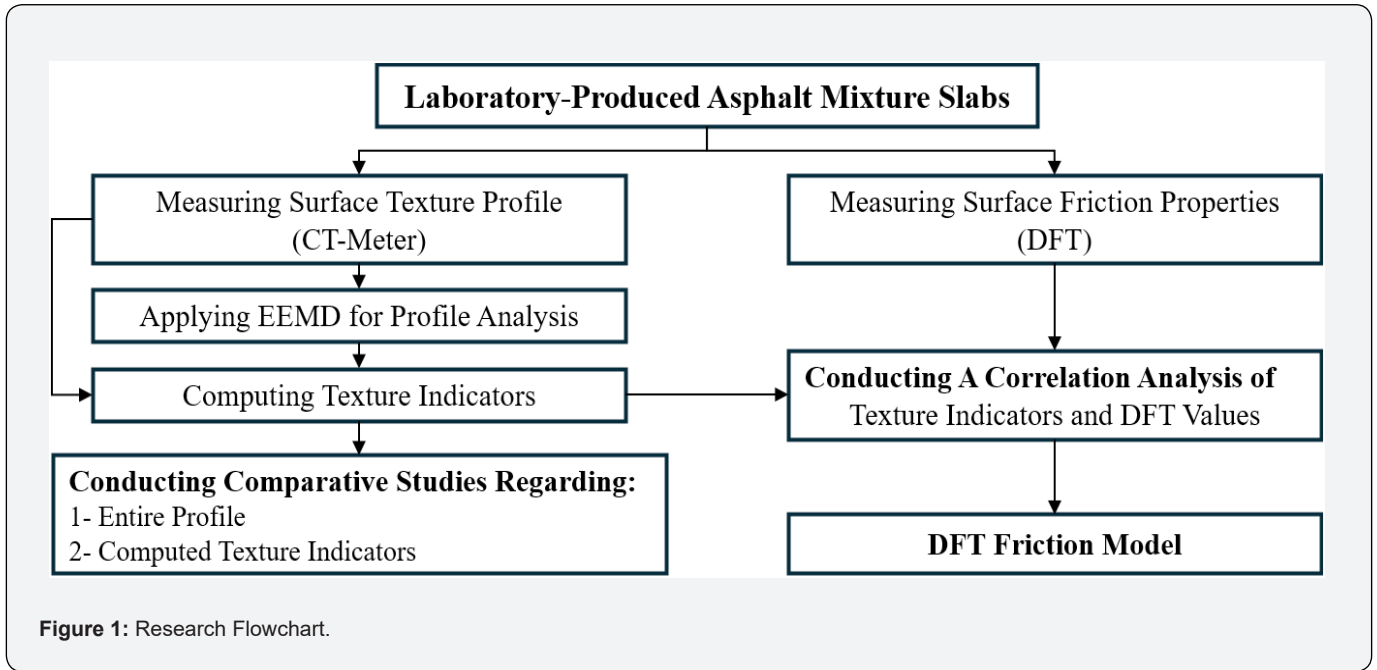 Laboratory-Produced Asphalt Mixture Slabs
Measuring Surface Texture Profile
(CT-Meter)
Measuring Surface Friction Properties
(DFT)
Applying EEMD for Profile Analysis
Computing Texture Indicators
Conducting A Correlation Analysis of
Texture Indicators and DFT Values
Conducting Comparative Studies Regarding:
1- Entire Profile
2- Computed Texture Indicators
DFT Friction Model
Figure 1: Research Flowchart.